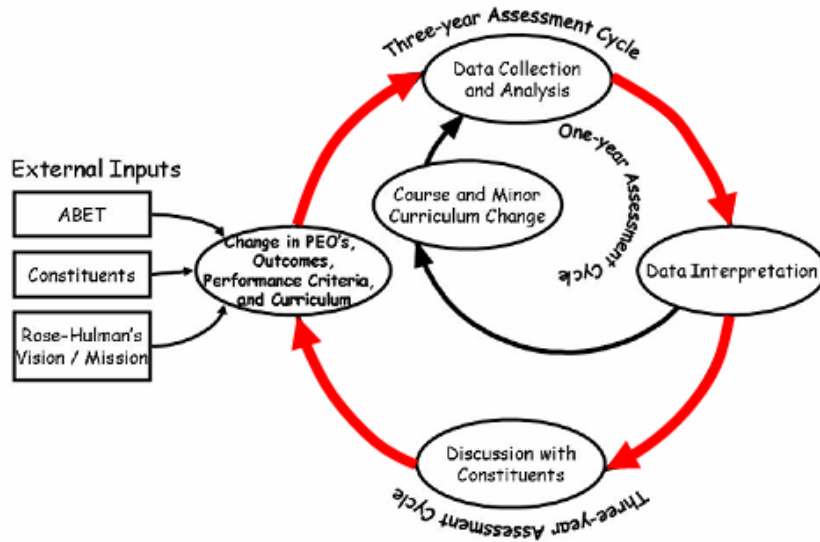 Three-year Assessment Cycle
Data Collection
and Analysis
One-year Assessment Cycle
External Inputs
ABET
Course and Minor
Curriculum Change
Constituents
Change in PEO's,
Outcomes,
Performance Criteria,
and Curriculum
Data Interpretation
Rose-Hulman's
Vision / Mission
Discussion with
Constituents
Three-year Assessment Cycle